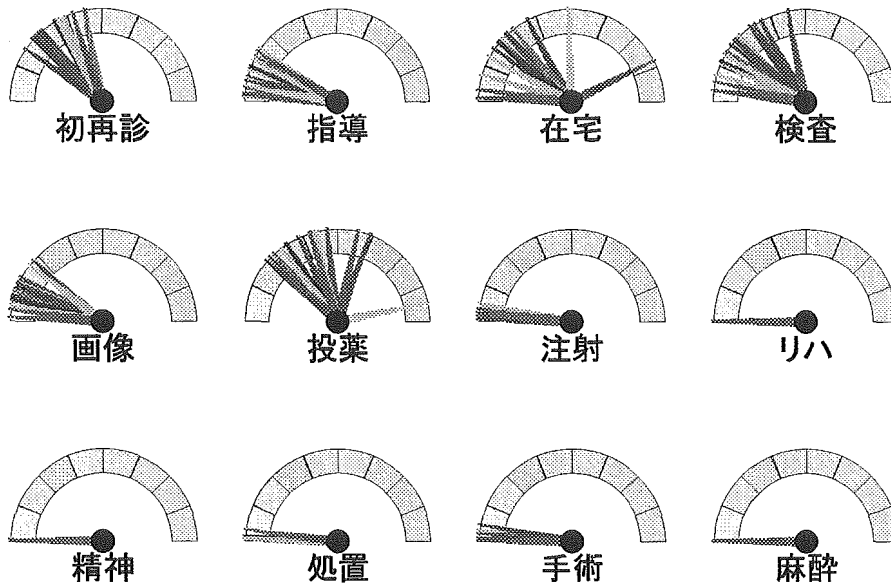 初再診 指導 在宅 検査
画像 投薬 注射 リハ
精神 処置 手術 麻酔